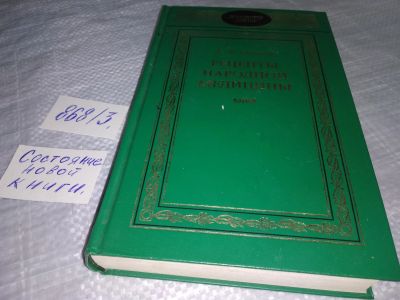 868/3.
Состояние
новой
книги.
РЕЦЕПТЫ
НАРОДНОЙ
МЕДИЦИНЫ